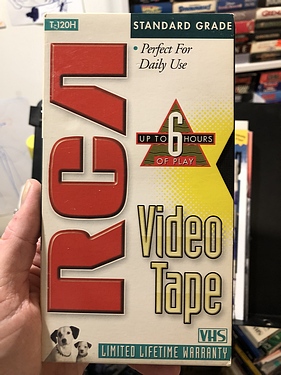 T-120H
STANDARD GRADE
• Perfect For
Daily Use
RCA
UP TO 6 HOURS
OF PLAY
Video
Tape
VHS
LIMITED LIFETIME WARRANTY